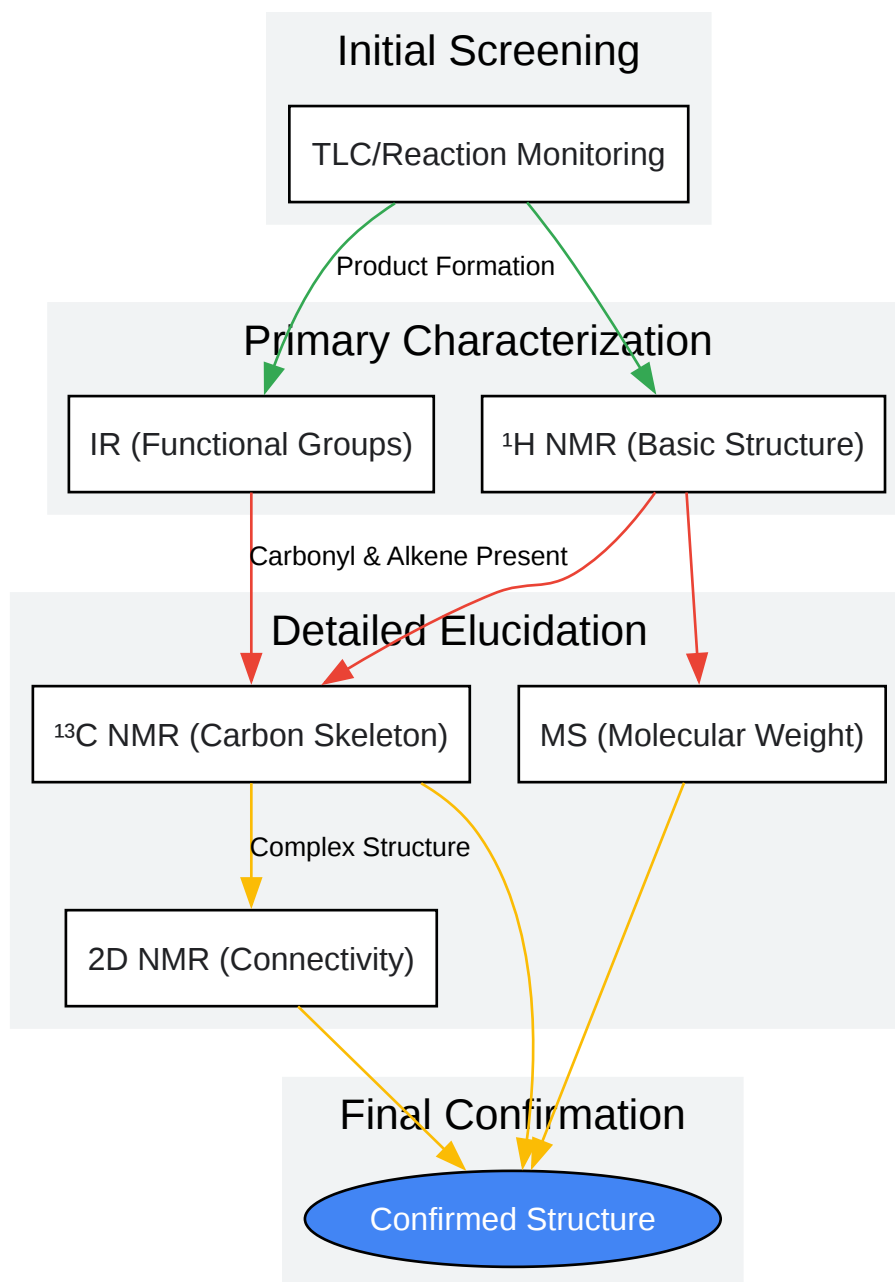 Initial Screening
TLC/Reaction Monitoring
Product Formation
Primary Characterization
IR (Functional Groups)
¹H NMR (Basic Structure)
Carbonyl & Alkene Present
Detailed Elucidation
¹³C NMR (Carbon Skeleton)
MS (Molecular Weight)
Complex Structure
2D NMR (Connectivity)
Final Confirmation
Confirmed Structure